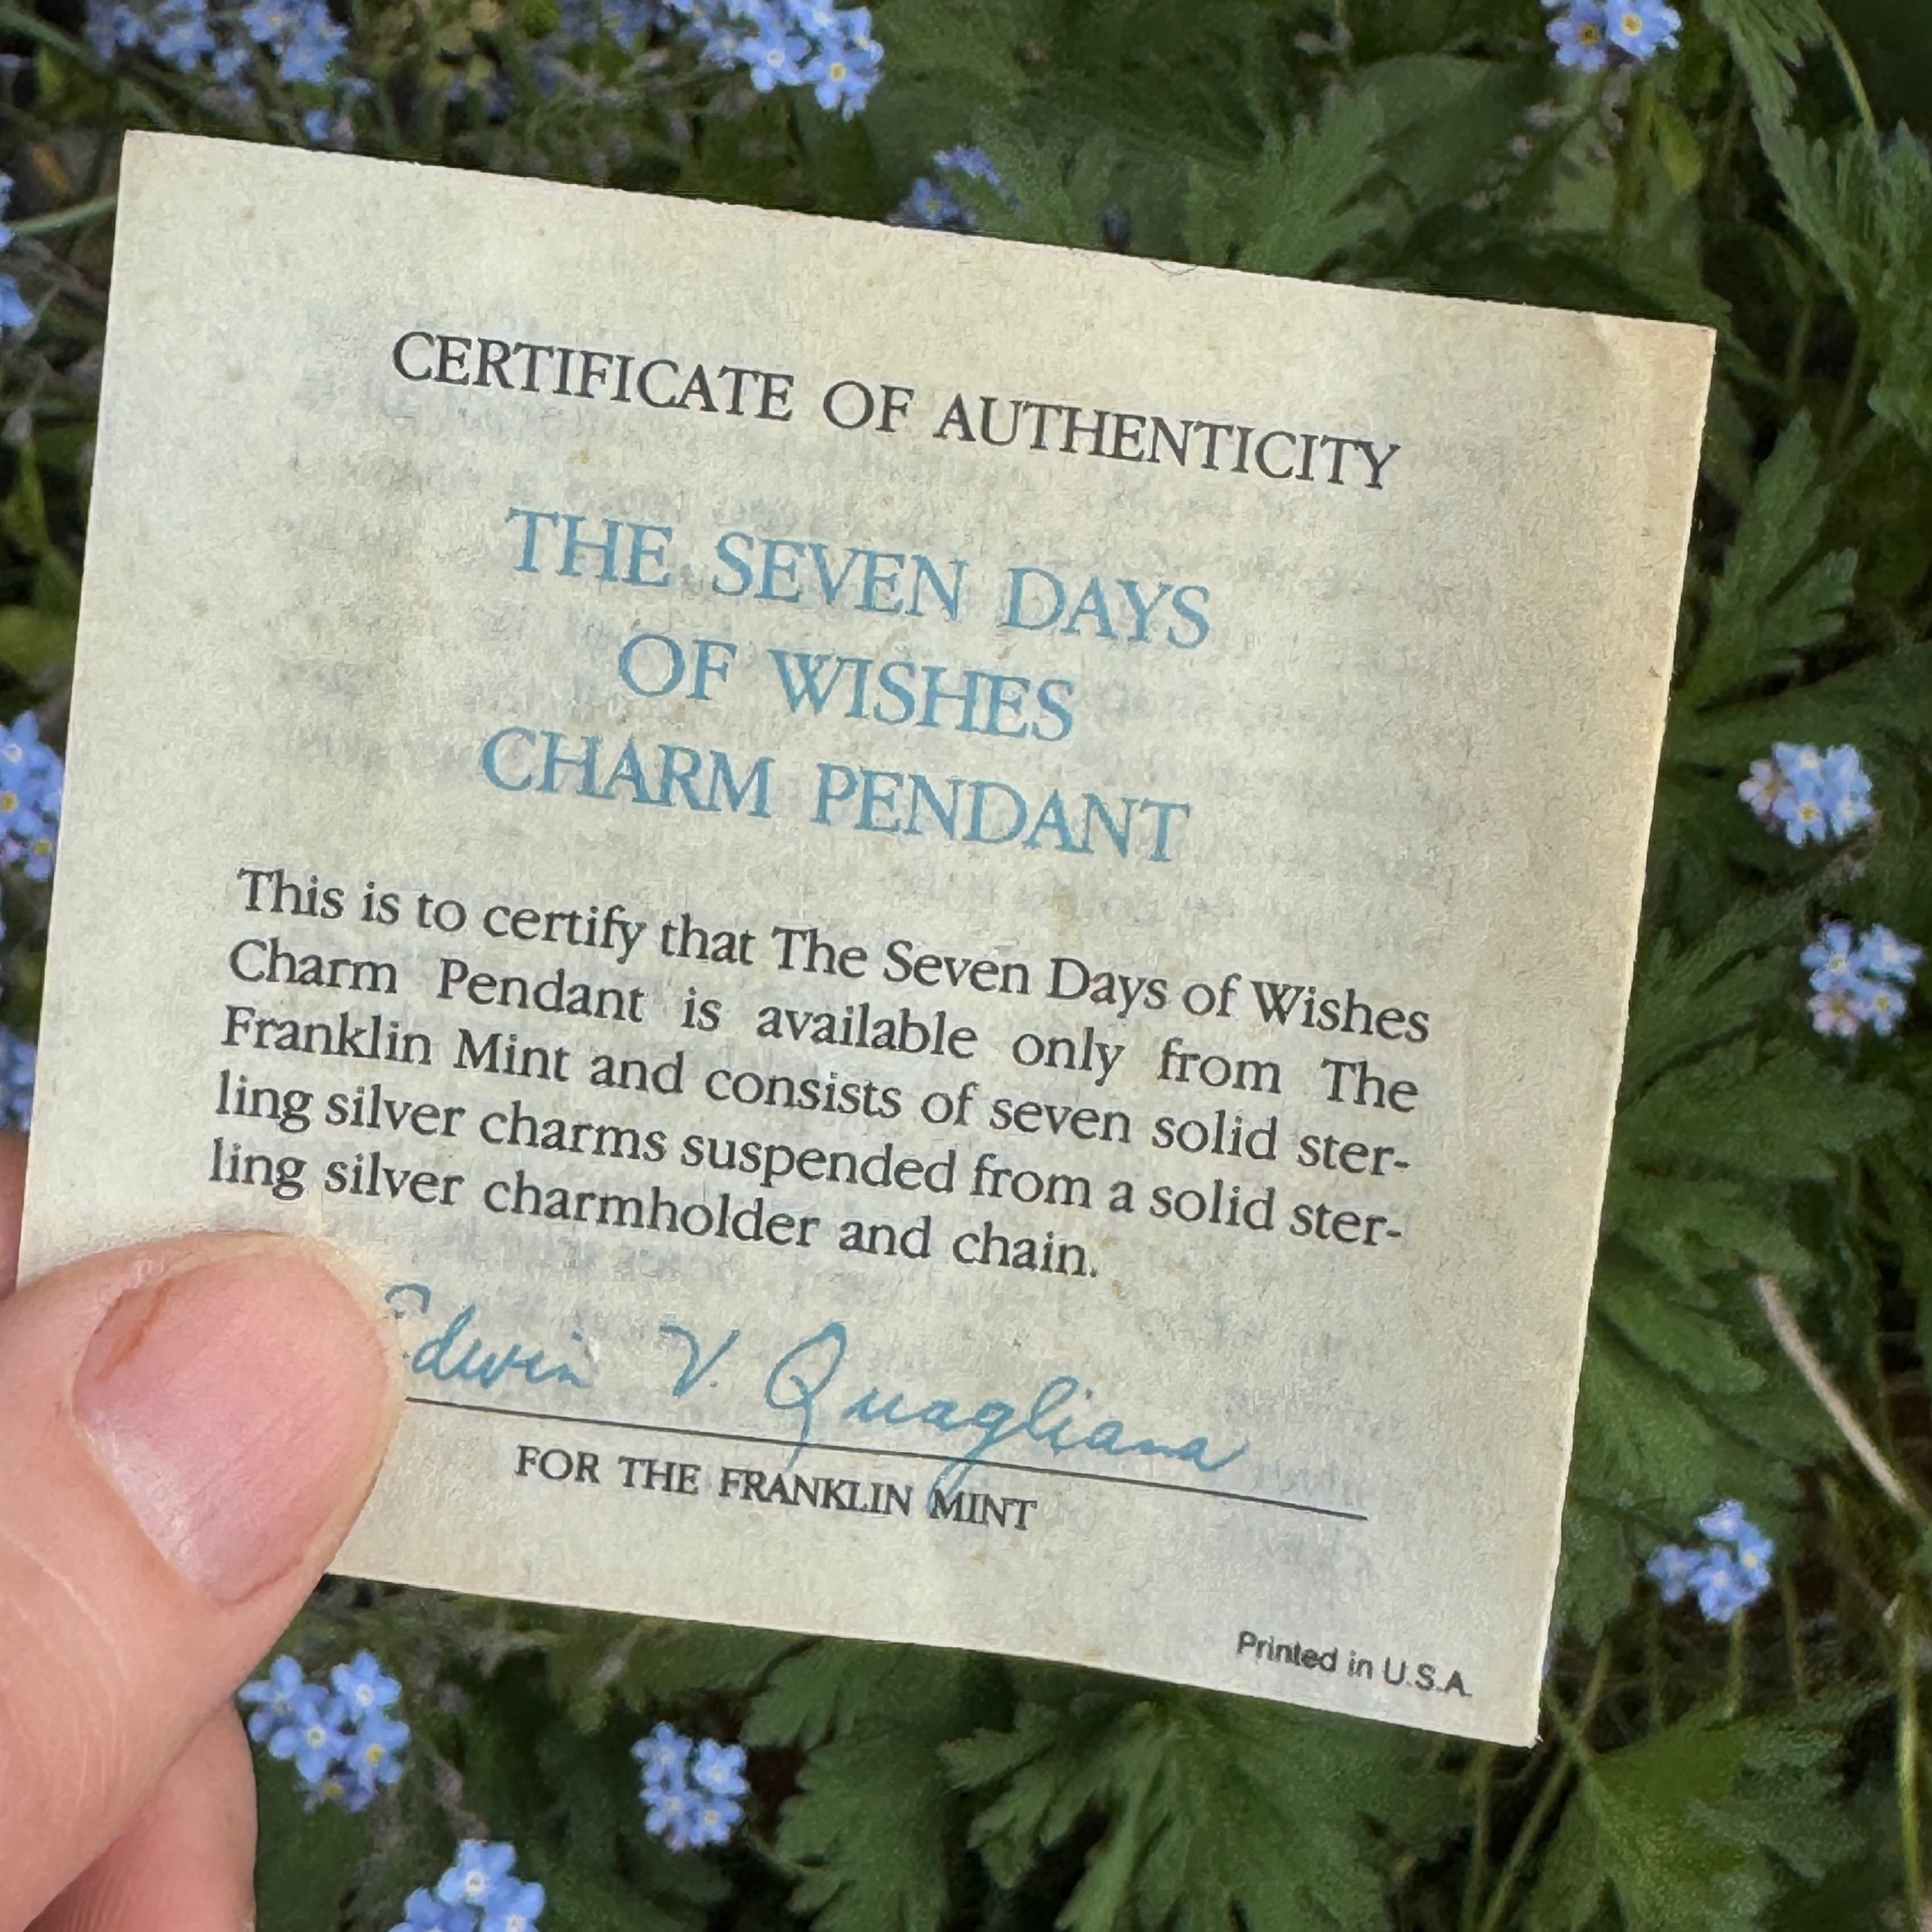 CERTIFICATE OF AUTHENTICITY
THE SEVEN DAYS
OF WISHES
CHARM PENDANT
This is to certify that The Seven Days of Wishes
Charm Pendant is available only from The
Franklin Mint and consists of seven solid ster-
ling silver charms suspended from a solid ster-
ling silver charmholder and chain.
Edwin V. Quagliana
FOR THE FRANKLIN MINT
Printed in U.S.A.